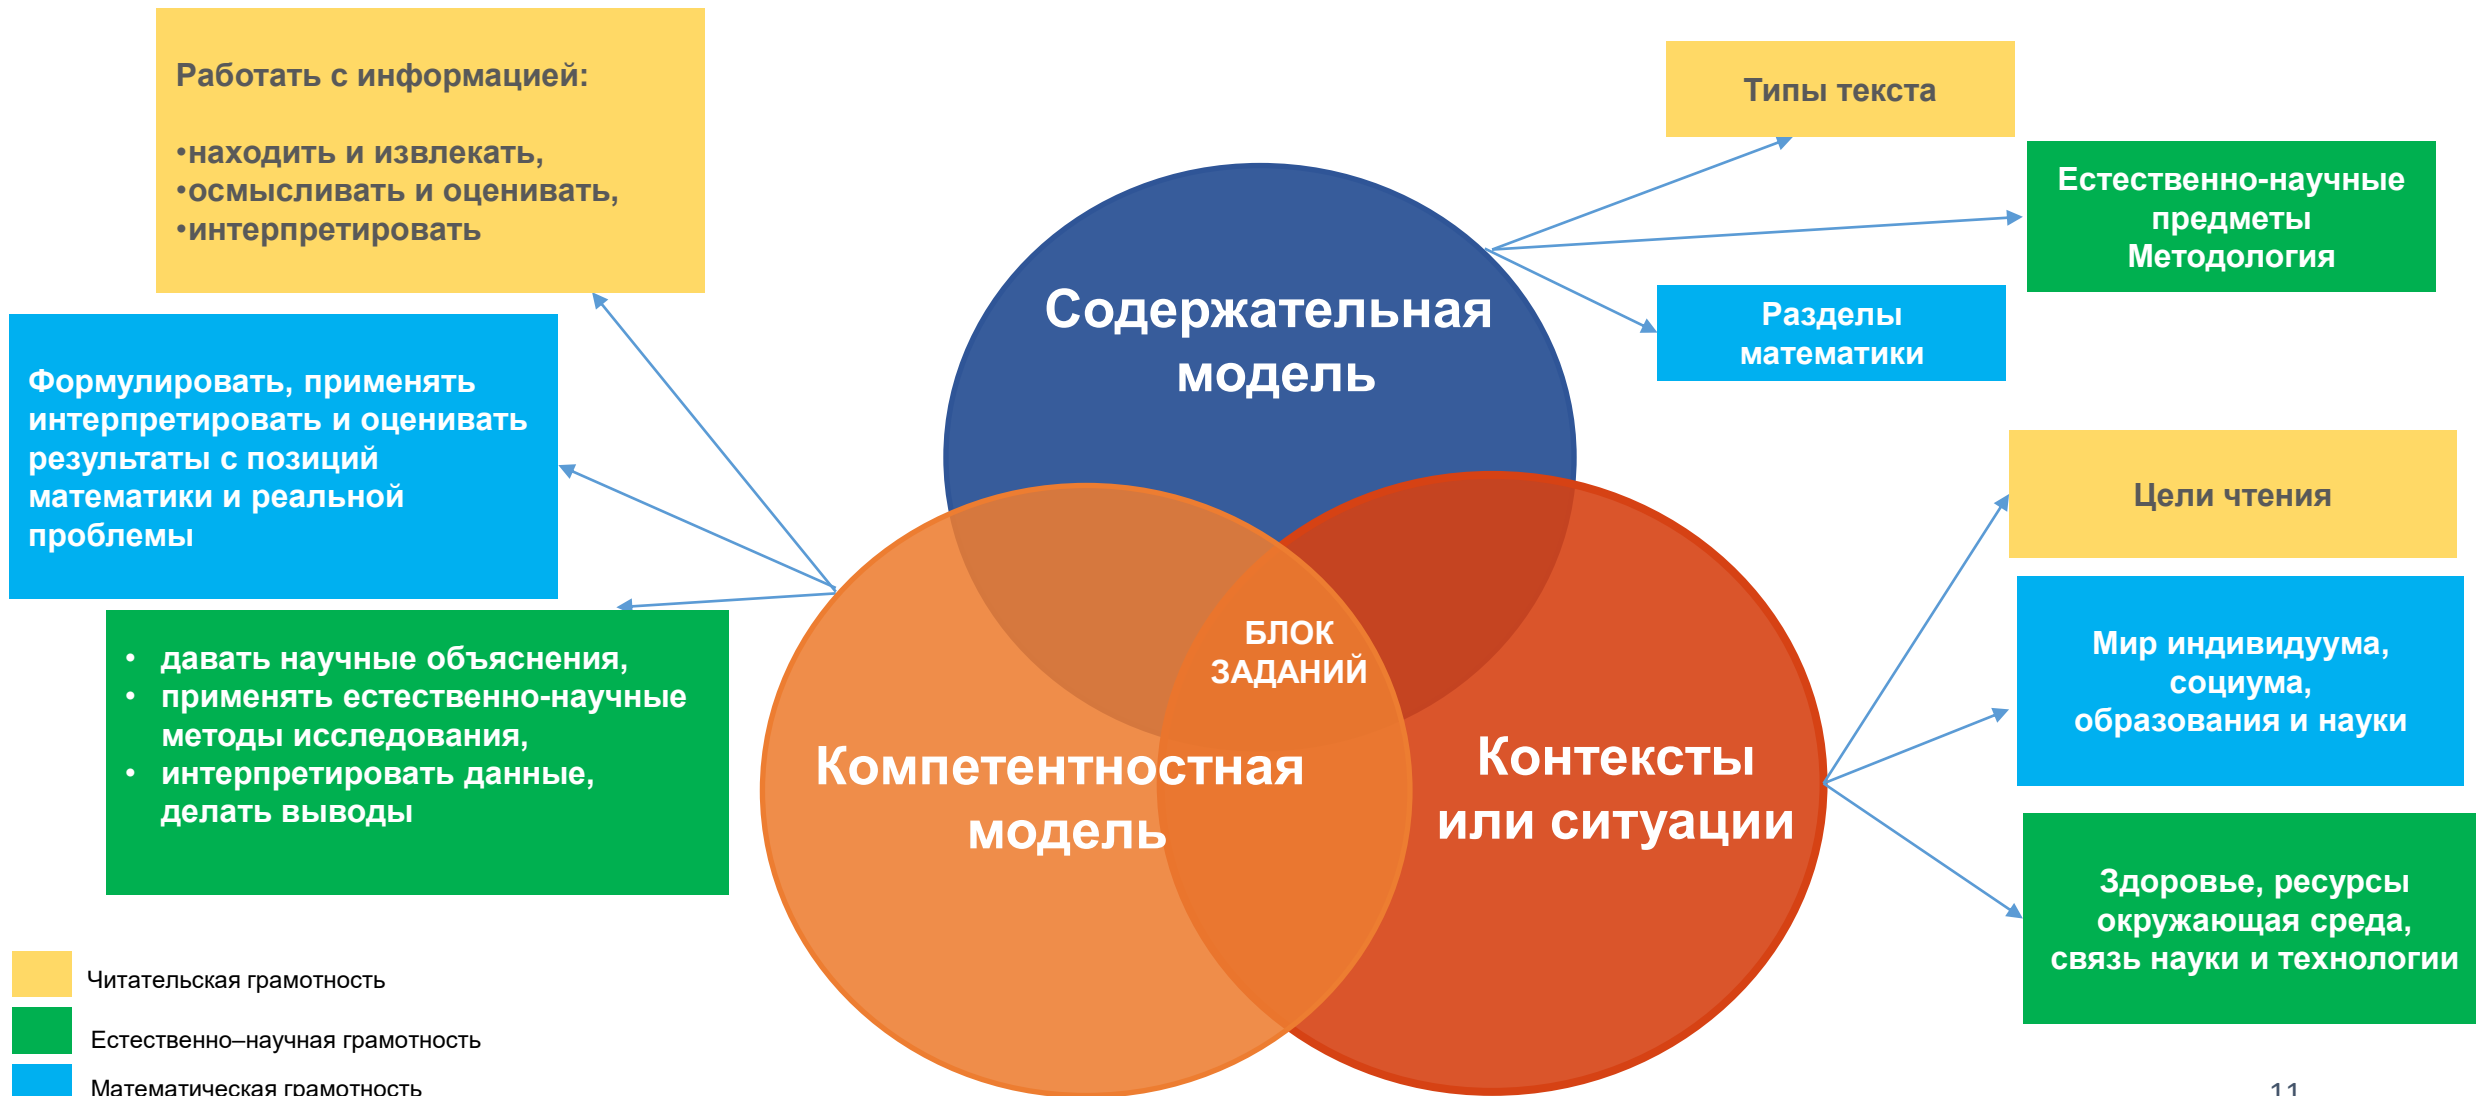 Работать с информацией:
•находить и извлекать,
•осмысливать и оценивать,
•интерпретировать
Формулировать, применять
интерпретировать и оценивать
результаты с позиций
математики и реальной
проблемы
• давать научные объяснения,
• применять естественно-научные
методы исследования,
• интерпретировать данные,
делать выводы
Содержательная
модель
БЛОК
ЗАДАНИЙ
Компетентностная
модель
Контексты
или ситуации
Типы текста
Естественно-научные
предметы
Методология
Разделы
математики
Цели чтения
Мир индивидуума,
социума,
образования и науки
Здоровье, ресурсы
окружающая среда,
связь науки и технологии
Читательская грамотность
Естественно–научная грамотность
Математическая грамотность
11